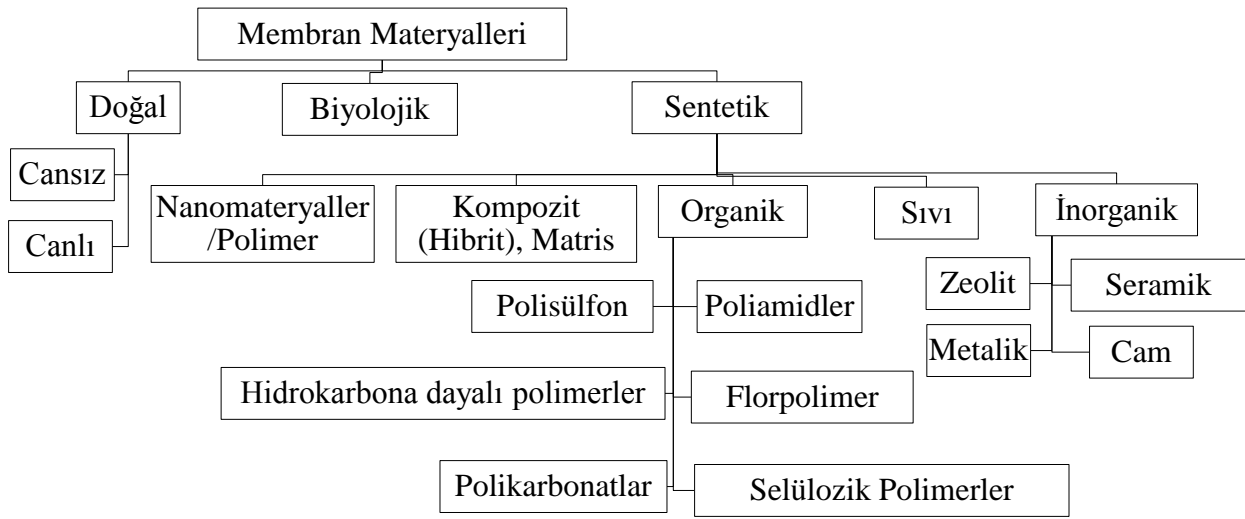 Membran Materyalleri
Doğal
Biyolojik
Sentetik
Cansız
Canlı
Nanomateryaller
/Polimer
Kompozit
(Hibrit), Matris
Organik
Sıvı
İnorganik
Polisülfon
Poliamidler
Zeolit
Seramik
Metalik
Cam
Hidrokarbona dayalı polimerler
Florpolimer
Polikarbonatlar
Selülozik Polimerler